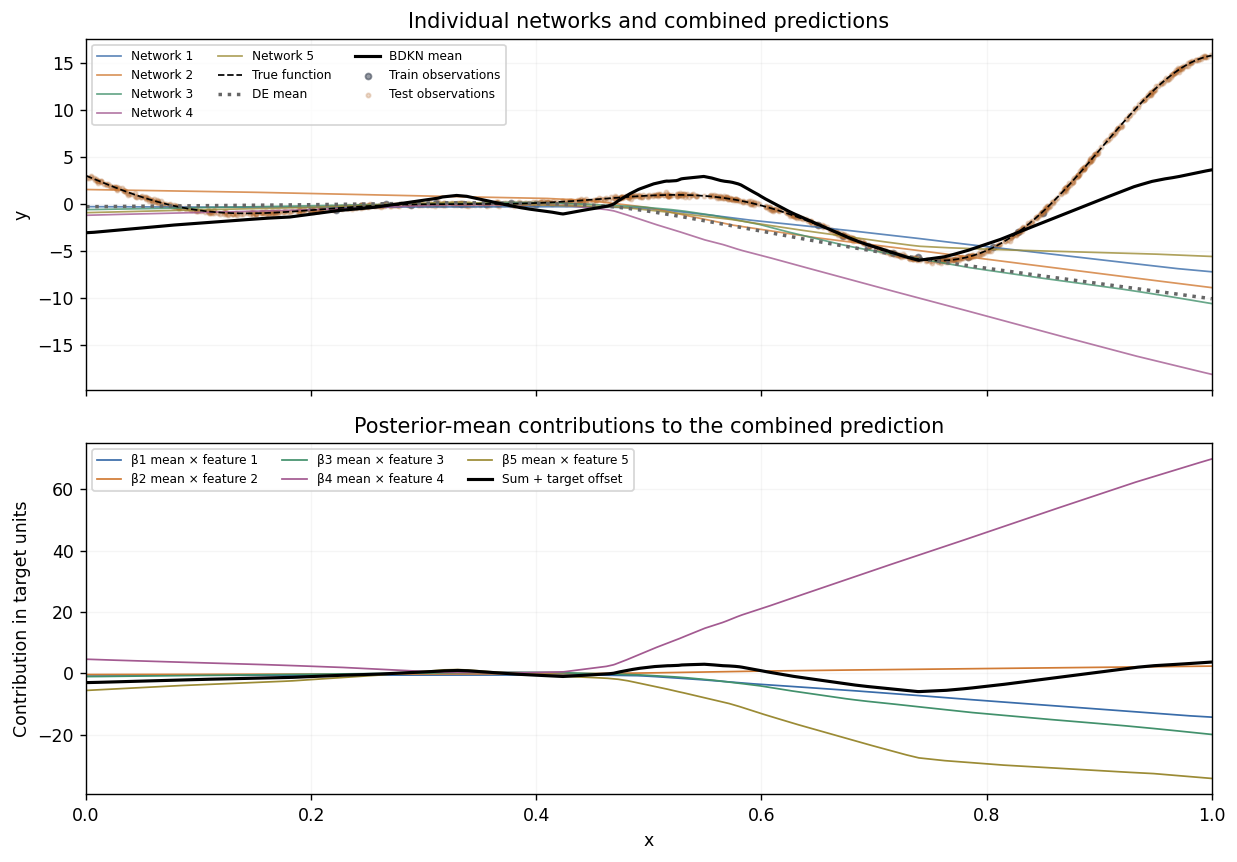 Individual networks and combined predictions
Network 1
Network 2
Network 3
Network 4
Network 5
True function
DE mean
BDKN mean
Train observations
Test observations
15
10
5
0
−5
−10
−15
y
Posterior-mean contributions to the combined prediction
β1 mean × feature 1
β2 mean × feature 2
β3 mean × feature 3
β4 mean × feature 4
β5 mean × feature 5
Sum + target offset
60
40
20
0
−20
Contribution in target units
0.0 0.2 0.4 0.6 0.8 1.0
x